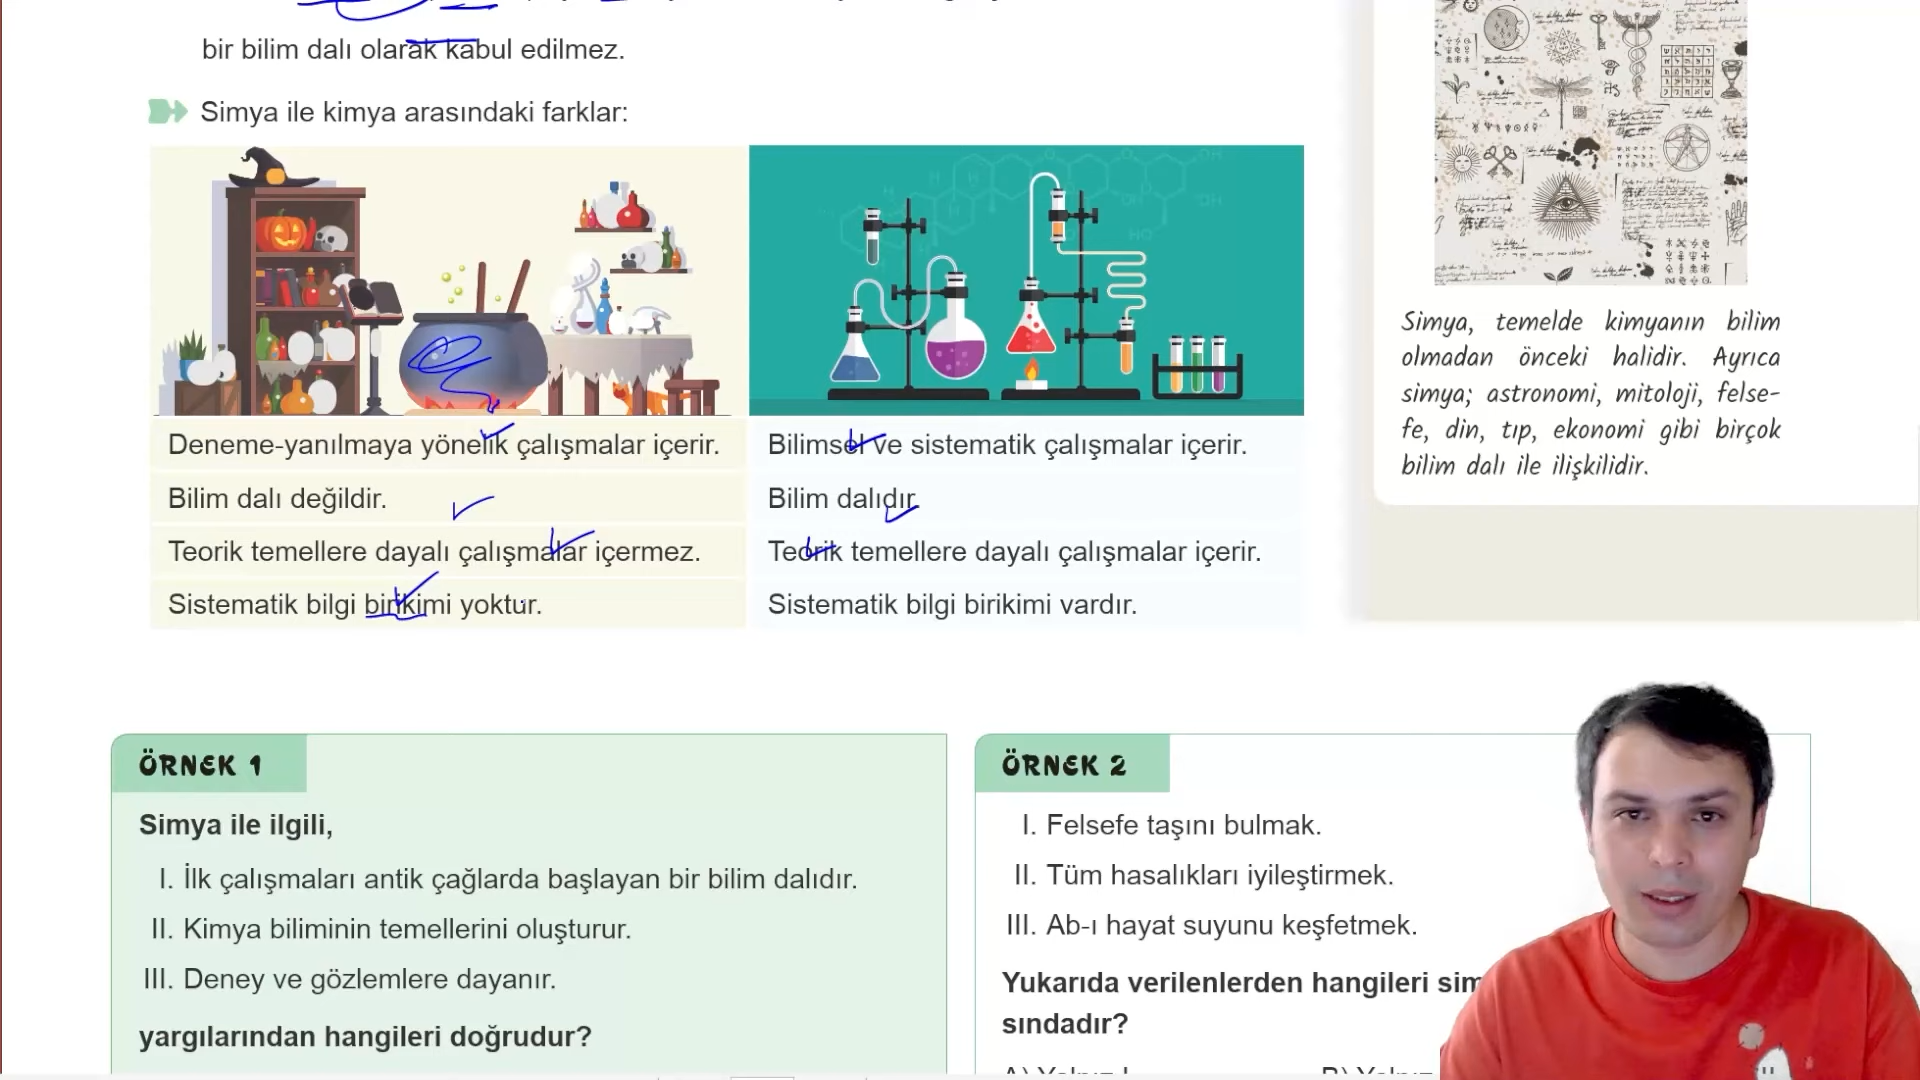 bir bilim dalı olarak kabul edilmez.
Simya ile kimya arasındaki farklar:
Deneme-yanılmaya yönelik çalışmalar içerir.
Bilimsel ve sistematik çalışmalar içerir.
Bilim dalı değildir.
Bilim dalıdır.
Teorik temellere dayalı çalışmalar içermez.
Teorik temellere dayalı çalışmalar içerir.
Sistematik bilgi birikimi yoktur.
Sistematik bilgi birikimi vardır.
Simya, temelde kimyanın bilim
olmadan önceki halidir. Ayrıca
simya; astronomi, mitoloji, felse-
fe, din, tıp, ekonomi gibi birçok
bilim dalı ile ilişkilidir.
ÖRNEK 1
Simya ile ilgili,
I. İlk çalışmaları antik çağlarda başlayan bir bilim dalıdır.
II. Kimya biliminin temellerini oluşturur.
III. Deney ve gözlemlere dayanır.
yargılarından hangileri doğrudur?
ÖRNEK 2
I. Felsefe taşını bulmak.
II. Tüm hasalıkları iyileştirmek.
III. Ab-ı hayat suyunu keşfetmek.
Yukarıda verilenlerden hangileri sim
sındadır?